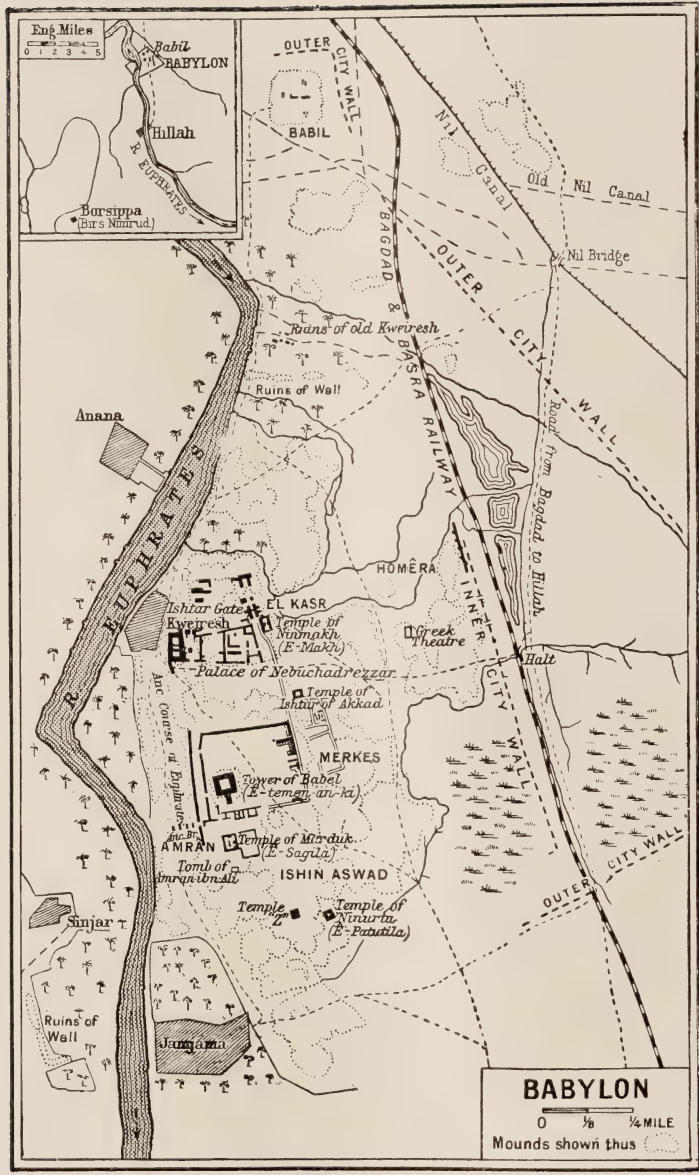 Eng. Miles
0 1 2 3 4 5
Babil
BABYLON
Hillah
R. EUPHRATES
Borsippa
(Birs Nimrud)
OUTER
CITY WALL
BABIL
Nil Canal
Old Nil Canal
Nil Bridge
BAGDAD & BASRA RAILWAY
OUTER CITY WALL
Ruins of old Kweiresh
Ruins of Wall
Anana
R. EUPHRATES
Road from Bagdad to Hillah
HOMÊRA
INNER CITY WALL
Ishtar Gate
EL KASR
Kweiresh
Temple of
Ninmakh
(E-Makh)
Greek
Theatre
Halt
Palace of Nebuchadrezzar
Anc. Course of Euphrates
Temple of
Ishtar of Akkad
MERKES
Tower of Babel
(E-temen-an-ki)
Anc. Br.
AMRAN
Temple of Marduk
(E-Sagila)
Tomb of
Amran ibn Ali
ISHIN ASWAD
OUTER CITY WALL
Temple
"Z"
Temple of
Ninurta
(E-Patutila)
Sinjar
Ruins of
Wall
Jumjuma
BABYLON
0 ⅛ ¼ MILE
Mounds shown thus